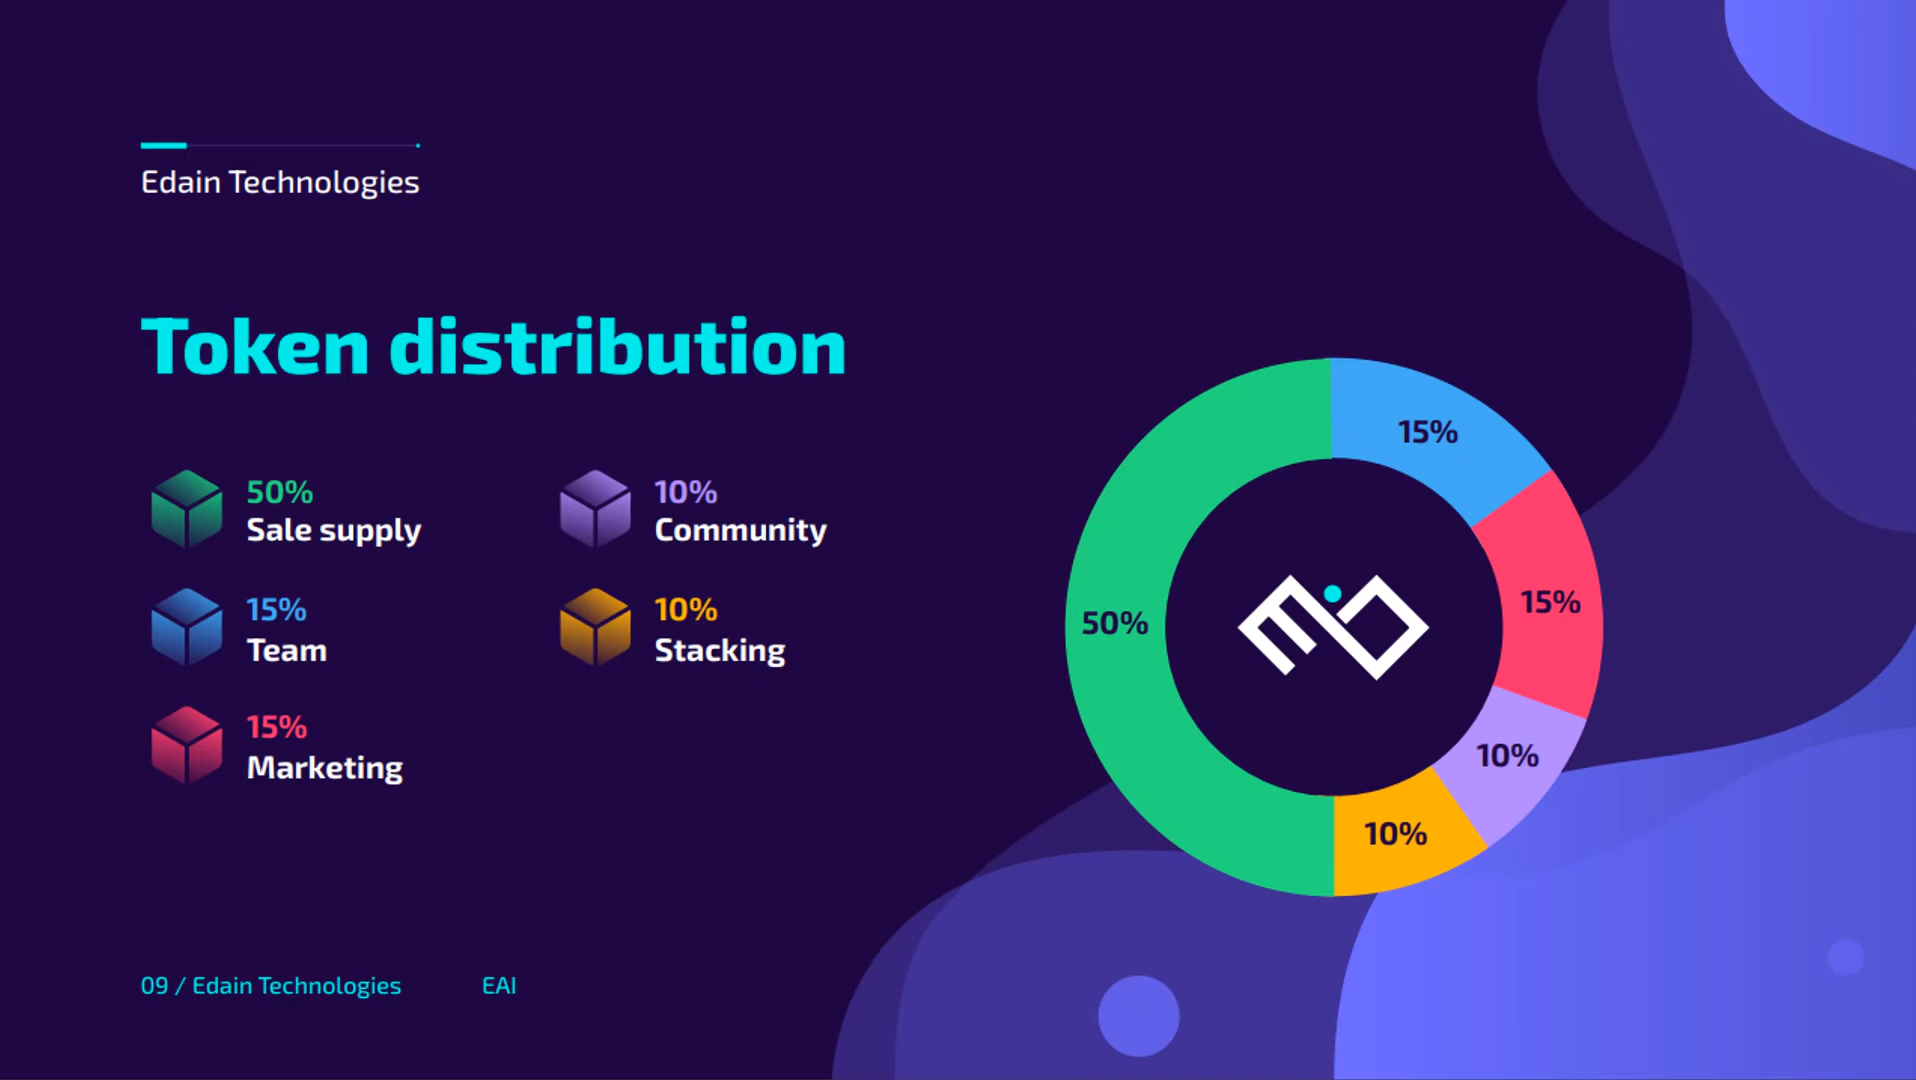 Edain Technologies
Token distribution
50%
Sale supply
10%
Community
15%
Team
10%
Stacking
15%
Marketing
15%
15%
50%
10%
10%
09 / Edain Technologies
EAI